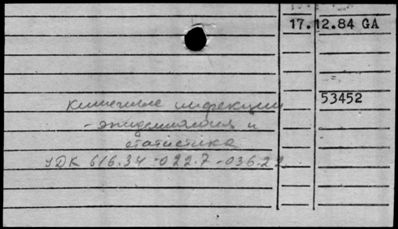 17.12.84 GA
53452
кишечные инфекции
- эпидемиология и
статистика
УДК 616.34-022.7-036.22